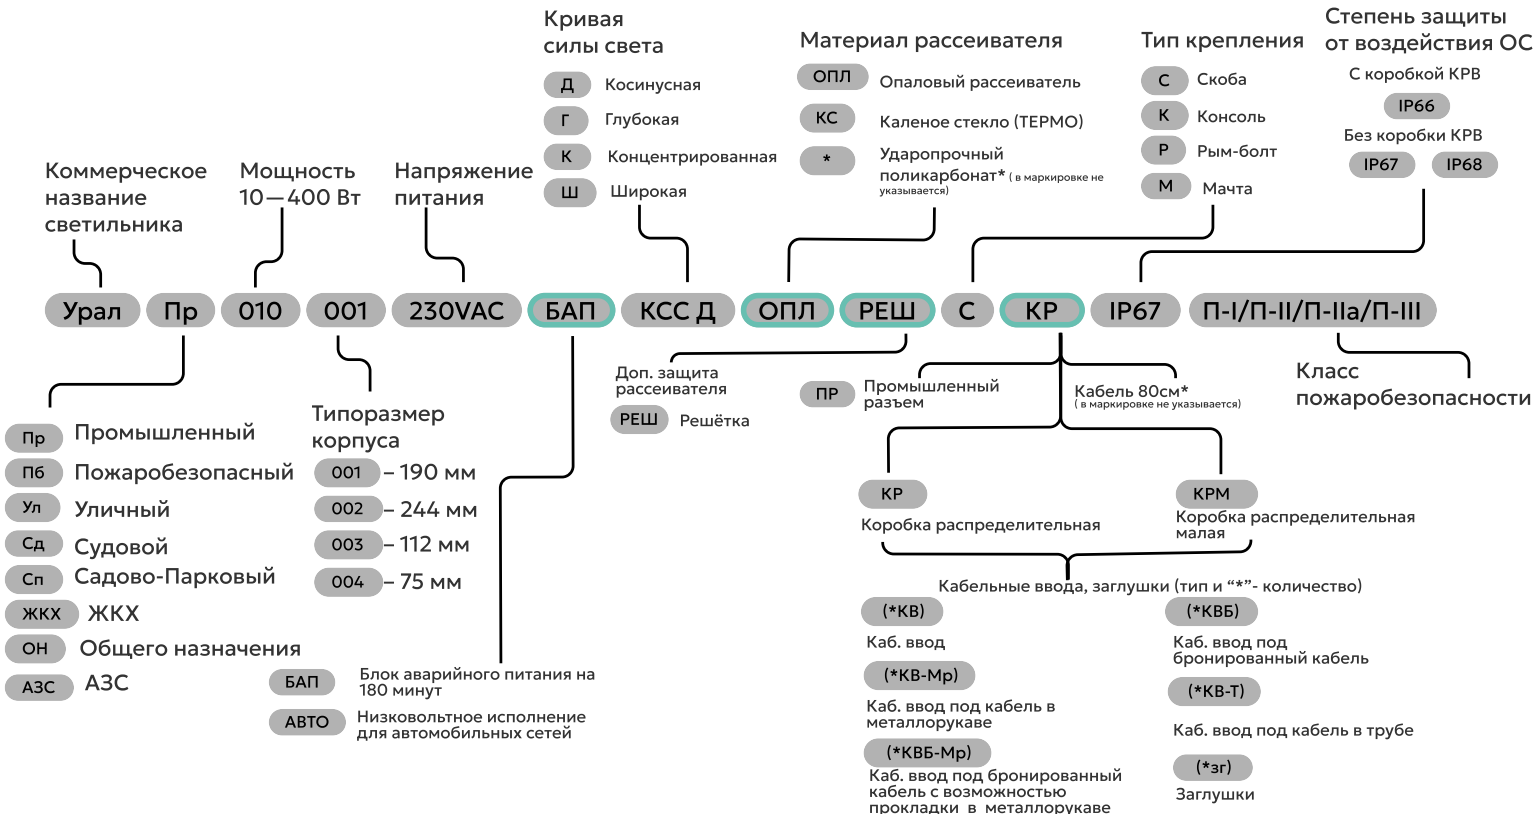 Коммерческое
название
светильника
Мощность
10—400 Вт
Напряжение
питания
Кривая
силы света
Д Косинусная
Г Глубокая
К Концентрированная
Ш Широкая
Материал рассеивателя
ОПЛ Опаловый рассеиватель
КС Каленое стекло (ТЕРМО)
* Ударопрочный
поликарбонат* ( в маркировке не
указывается)
Тип крепления
С Скоба
К Консоль
Р Рым-болт
М Мачта
Степень защиты
от воздействия ОС
С коробкой КРВ
IP66
Без коробки КРВ
IP67 IP68
Урал Пр 010 001 230VAC БАП КСС Д ОПЛ РЕШ С КР IP67 П-I/П-II/П-IIа/П-III
Пр Промышленный
Пб Пожаробезопасный
Ул Уличный
Сд Судовой
Сп Садово-Парковый
ЖКХ ЖКХ
ОН Общего назначения
АЗС АЗС
Типоразмер
корпуса
001 – 190 мм
002 – 244 мм
003 – 112 мм
004 – 75 мм
БАП Блок аварийного питания на
180 минут
АВТО Низковольтное исполнение
для автомобильных сетей
Доп. защита
рассеивателя
РЕШ Решётка
ПР Промышленный
разъем
Кабель 80см*
( в маркировке не указывается)
Класс
пожаробезопасности
КР
Коробка распределительная
КРМ
Коробка распределительная
малая
Кабельные ввода, заглушки (тип и “*”- количество)
(*КВ)
Каб. ввод
(*КВ-Мр)
Каб. ввод под кабель в
металлорукаве
(*КВБ-Мр)
Каб. ввод под бронированный
кабель с возможностью
прокладки в металлорукаве
(*КВБ)
Каб. ввод под
бронированный кабель
(*КВ-Т)
Каб. ввод под кабель в трубе
(*зг)
Заглушки